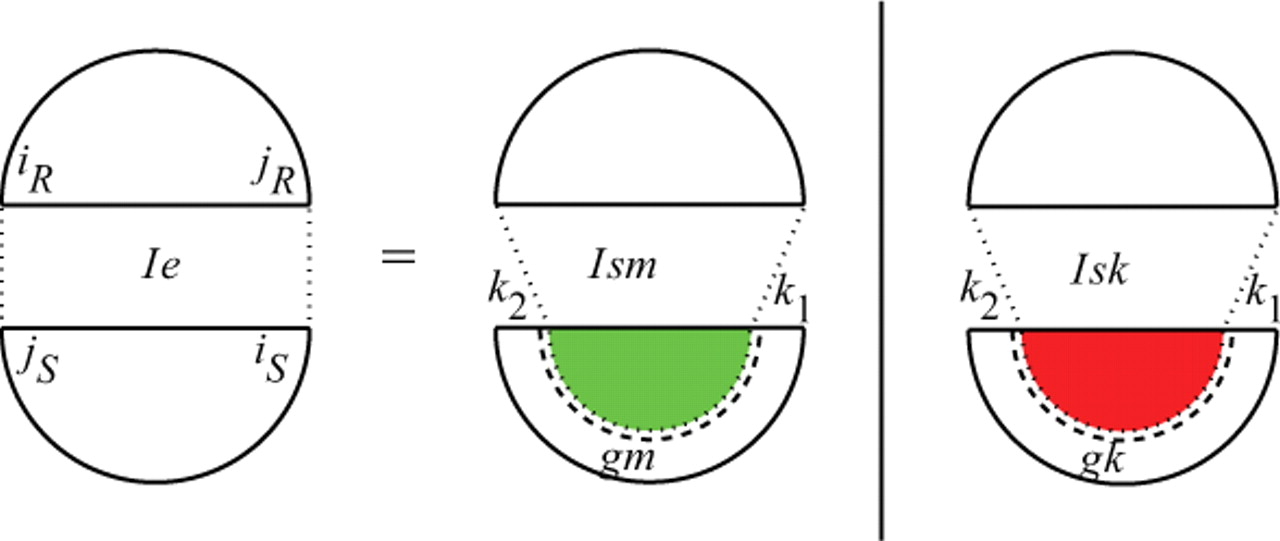 i_R j_R
Ie = Ism Isk
k_2 k_1 k_2 k_1
j_S i_S
gm gk